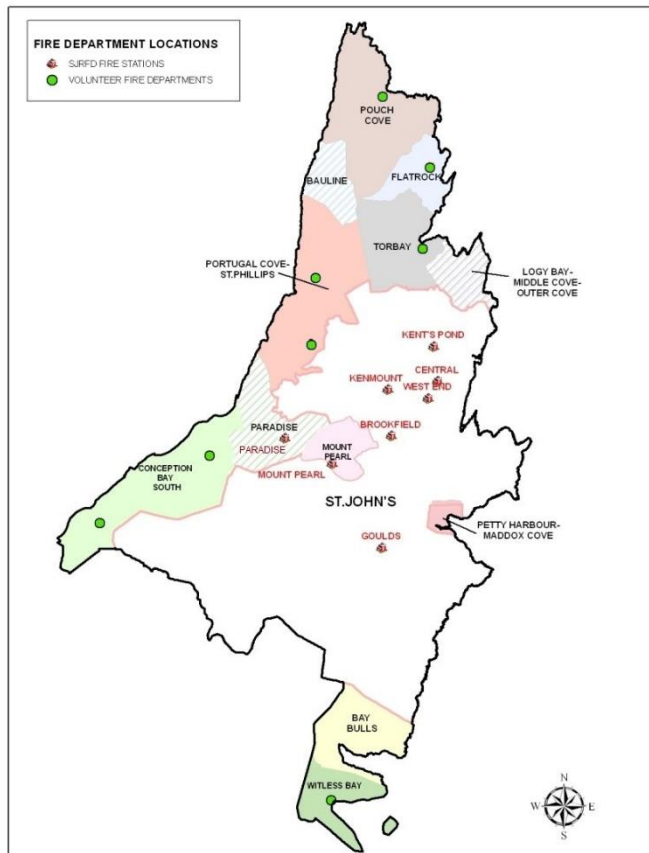 FIRE DEPARTMENT LOCATIONS
SJRFD FIRE STATIONS
VOLUNTEER FIRE DEPARTMENTS
POUCH
COVE
BAULINE
FLATROCK
TORBAY
PORTUGAL COVE-
ST.PHILLIPS
LOGY BAY-
MIDDLE COVE-
OUTER COVE
KENT'S POND
CENTRAL
KENMOUNT
WEST END
BROOKFIELD
PARADISE
PARADISE
MOUNT
PEARL
MOUNT PEARL
CONCEPTION
BAY
SOUTH
ST.JOHN'S
PETTY HARBOUR-
MADDOX COVE
GOULDS
BAY
BULLS
WITLESS BAY
N
W
E
S